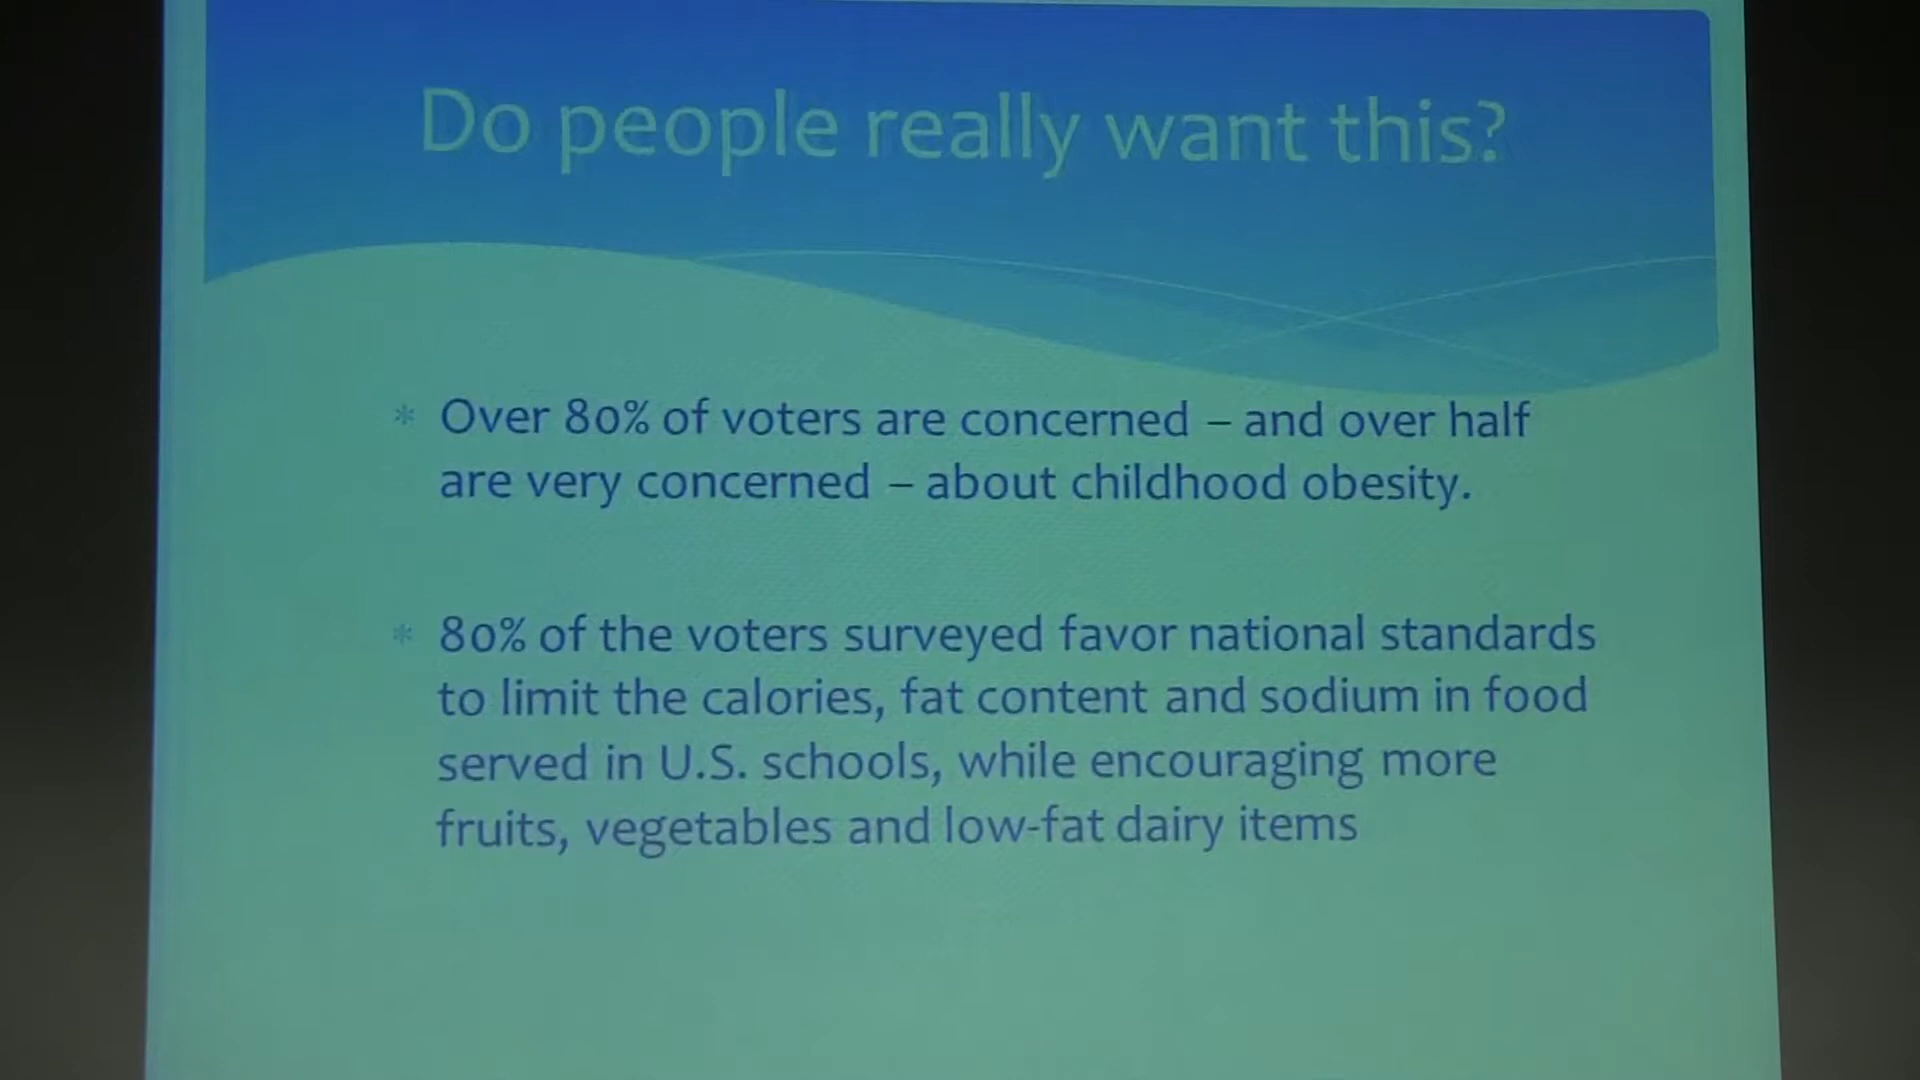 Do people really want this?
* Over 80% of voters are concerned – and over half
are very concerned – about childhood obesity.
* 80% of the voters surveyed favor national standards
to limit the calories, fat content and sodium in food
served in U.S. schools, while encouraging more
fruits, vegetables and low-fat dairy items